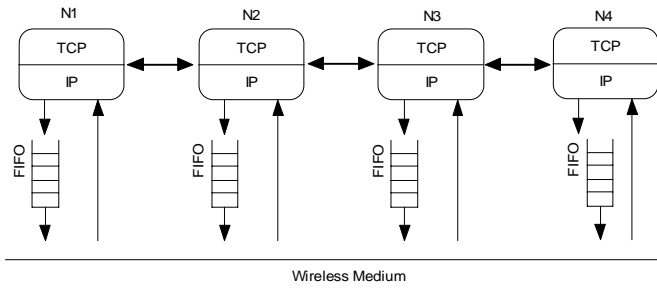 N1 N2 N3 N4
TCP TCP TCP TCP
IP IP IP IP
FIFO FIFO FIFO FIFO
Wireless Medium